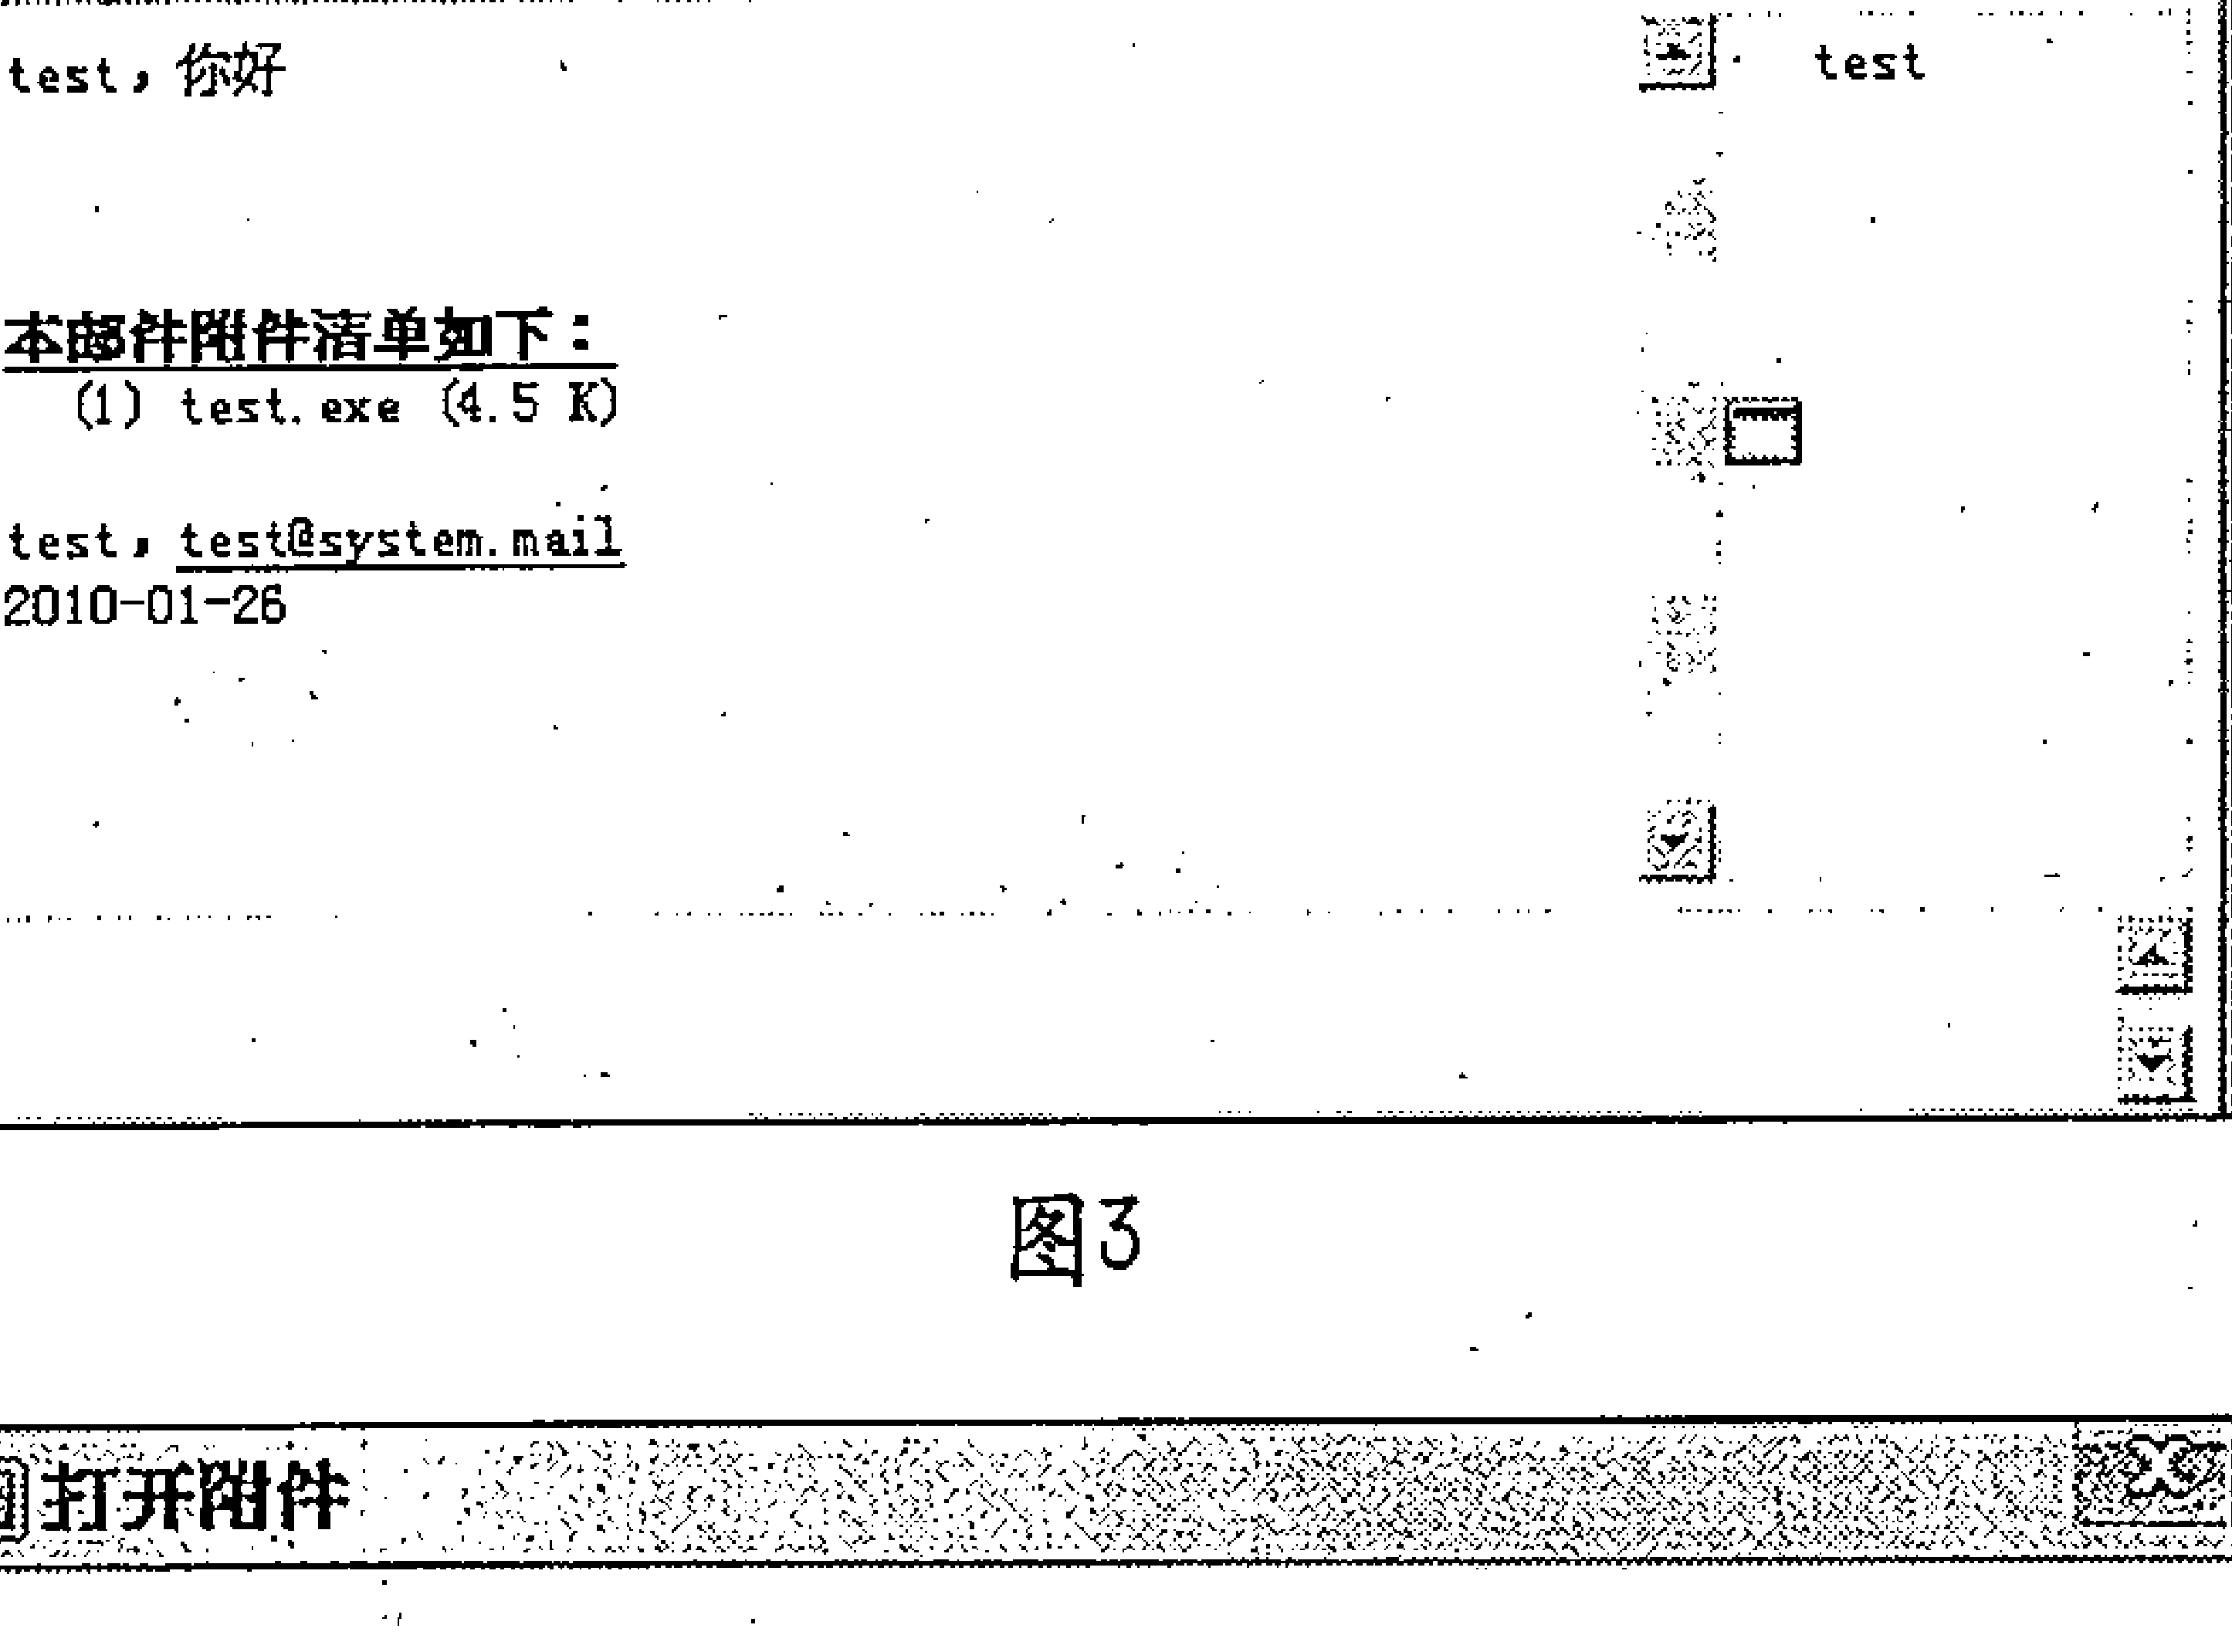 test，你好
test
本邮件附件清单如下：
(1) test.exe (4.5 K)
test，test@system.mail
2010-01-26
图3
打开附件